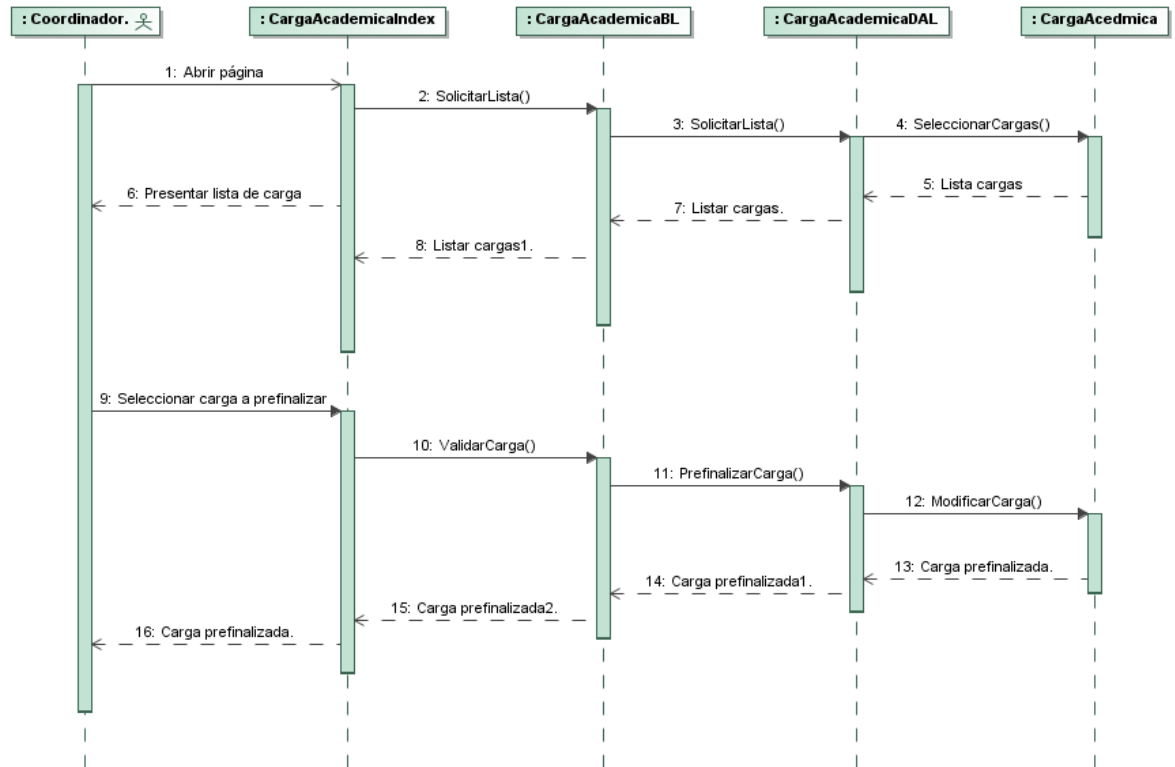 : Coordinador.
: CargaAcademicaIndex
: CargaAcademicaBL
: CargaAcademicaDAL
: CargaAcedmica
1: Abrir página
2: SolicitarLista()
3: SolicitarLista()
4: SeleccionarCargas()
5: Lista cargas
6: Presentar lista de carga
7: Listar cargas.
8: Listar cargas1.
9: Seleccionar carga a prefinalizar
10: ValidarCarga()
11: PrefinalizarCarga()
12: ModificarCarga()
13: Carga prefinalizada.
14: Carga prefinalizada1.
15: Carga prefinalizada2.
16: Carga prefinalizada.